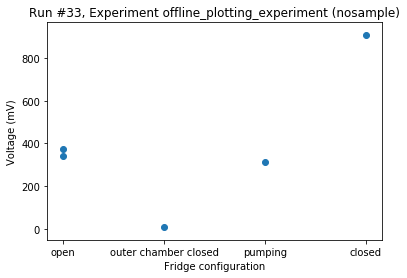 Run #33, Experiment offline_plotting_experiment (nosample)
800
600
400
200
0
Voltage (mV)
open outer chamber closed pumping closed
Fridge configuration